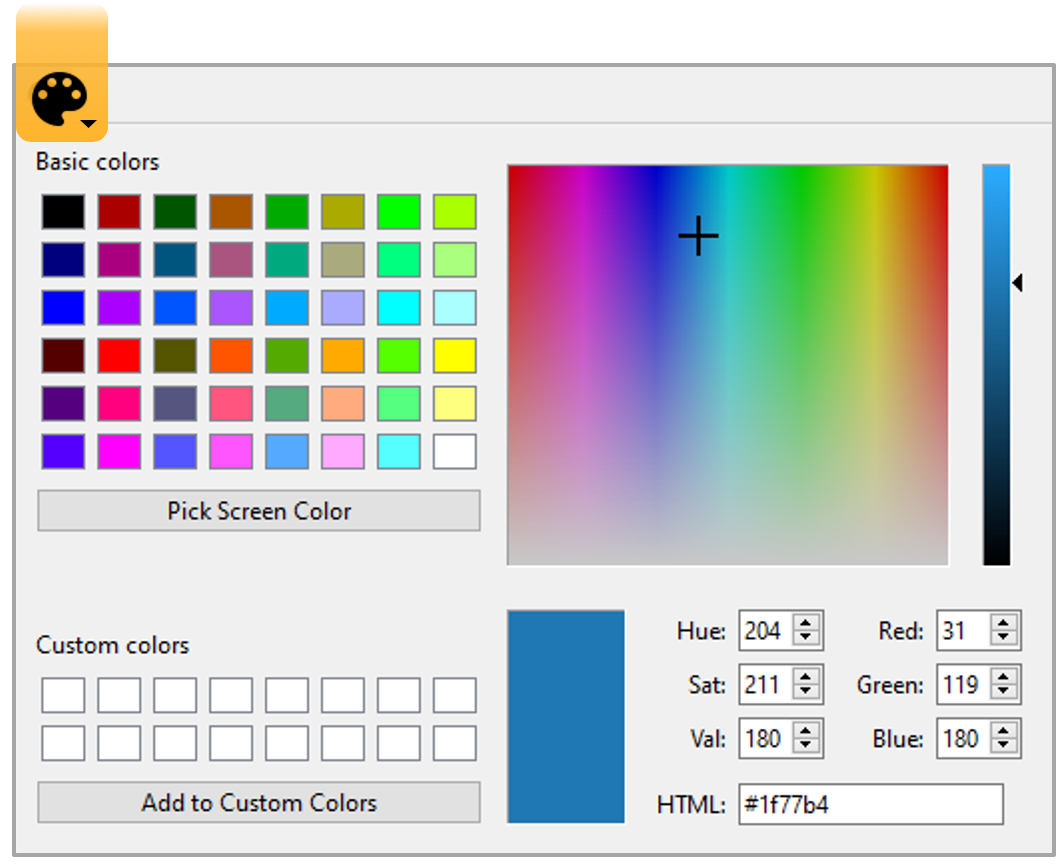 Basic colors
Pick Screen Color
Custom colors
Add to Custom Colors
Hue: 204 Red: 31
Sat: 211 Green: 119
Val: 180 Blue: 180
HTML: #1f77b4